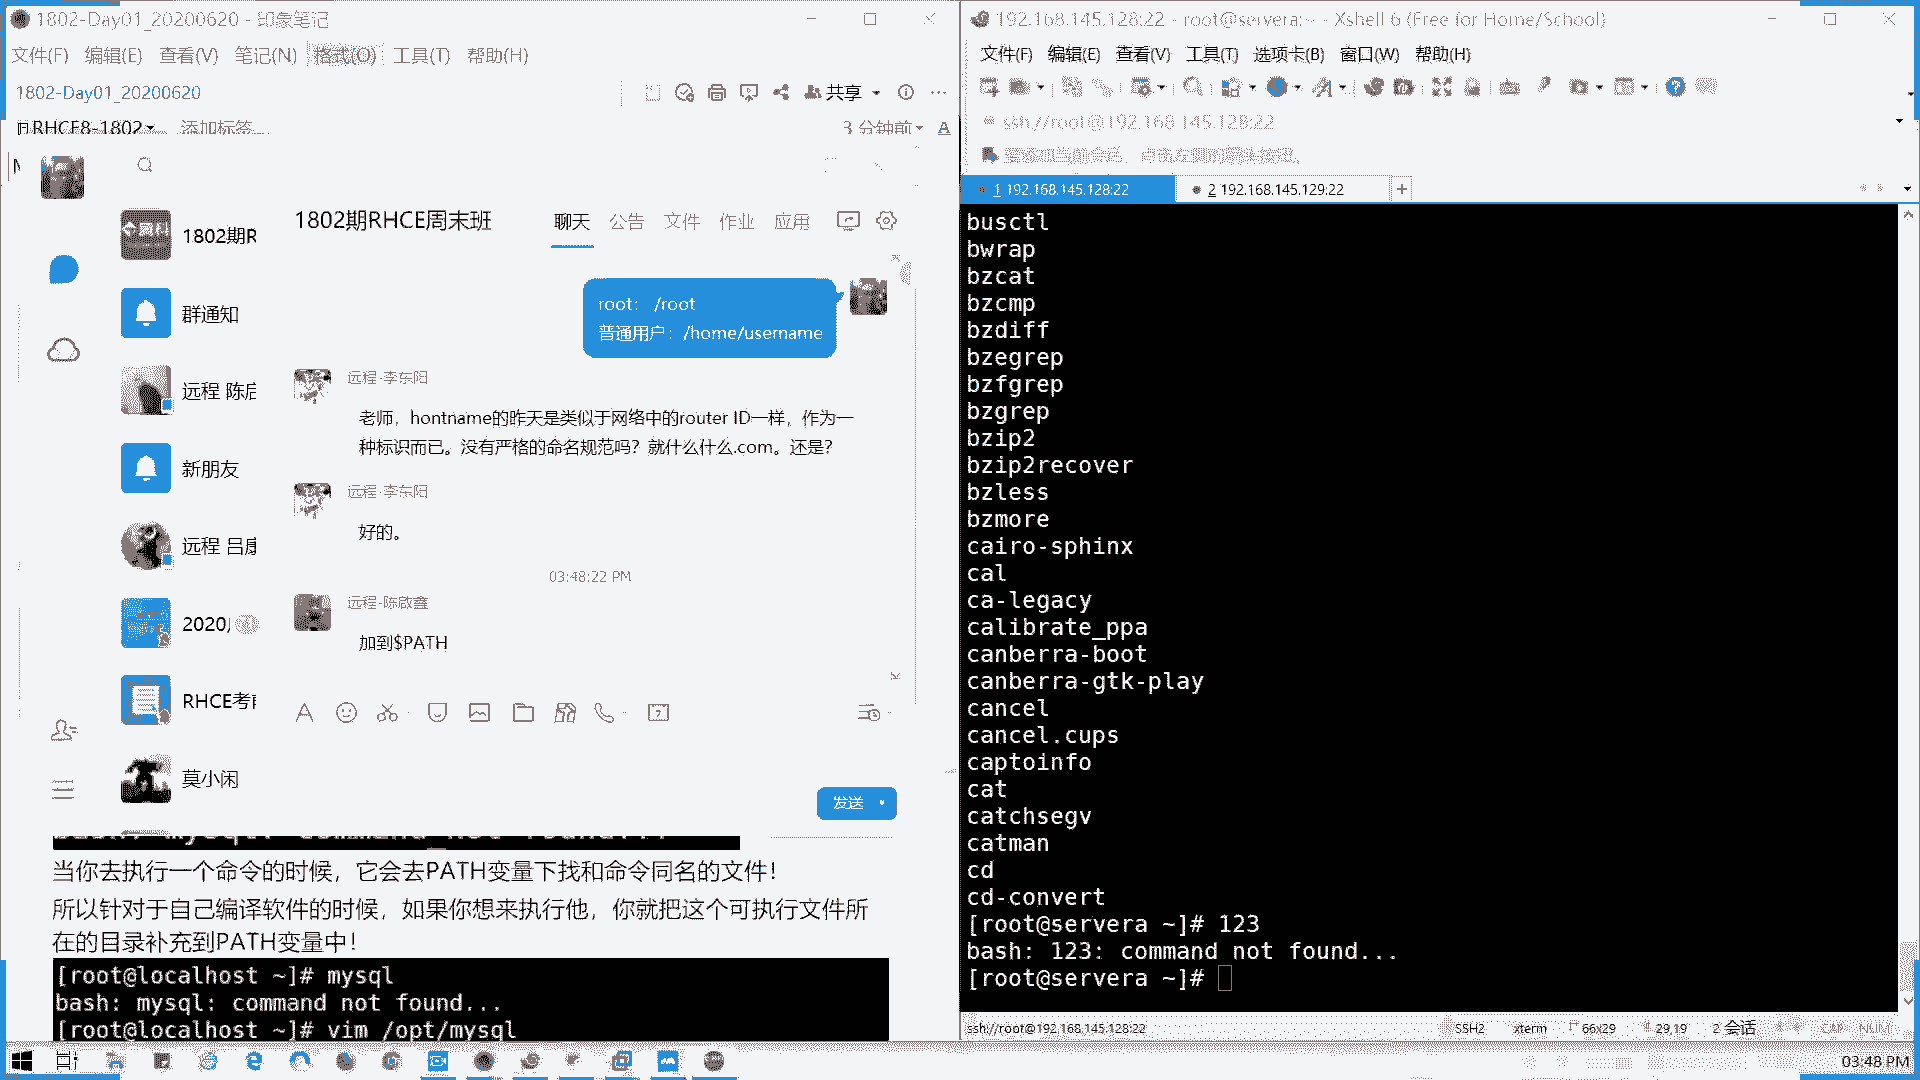 1802-Day01_20200620 - 印象笔记
文件(F) 编辑(E) 查看(V) 笔记(N) 格式(O) 工具(T) 帮助(H)
1802-Day01_20200620
共享
RHCE8-1802
添加标签...
3 分钟前
1802期R
群通知
远程 陈启
新朋友
远程 吕康
2020
RHCE考前
莫小闲
1802期RHCE周末班
聊天 公告 文件 作业 应用
root： /root
普通用户：/home/username
远程-李东阳
老师，hontname的昨天是类似于网络中的router ID一样，作为一
种标识而已。没有严格的命名规范吗？就什么什么.com。还是？
远程-李东阳
好的。
03:48:22 PM
远程-陈啟鑫
加到$PATH
发送
bash: mysql: command not found...
当你去执行一个命令的时候，它会去PATH变量下找和命令同名的文件！
所以针对于自己编译软件的时候，如果你想来执行他，你就把这个可执行文件所
在的目录补充到PATH变量中！
[root@localhost ~]# mysql
bash: mysql: command not found...
[root@localhost ~]# vim /opt/mysql
192.168.145.128:22 - root@servera:~ - Xshell 6 (Free for Home/School)
文件(F) 编辑(E) 查看(V) 工具(T) 选项卡(B) 窗口(W) 帮助(H)
ssh://root@192.168.145.128:22
1 192.168.145.128:22
2 192.168.145.129:22
busctl
bwrap
bzcat
bzcmp
bzdiff
bzegrep
bzfgrep
bzgrep
bzip2
bzip2recover
bzless
bzmore
cairo-sphinx
cal
ca-legacy
calibrate_ppa
canberra-boot
canberra-gtk-play
cancel
cancel.cups
captoinfo
cat
catchsegv
catman
cd
cd-convert
[root@servera ~]# 123
bash: 123: command not found...
[root@servera ~]#
ssh://root@192.168.145.128:22
SSH2 xterm 66x29 29,19 2 会话 CAP NUM
03:48 PM